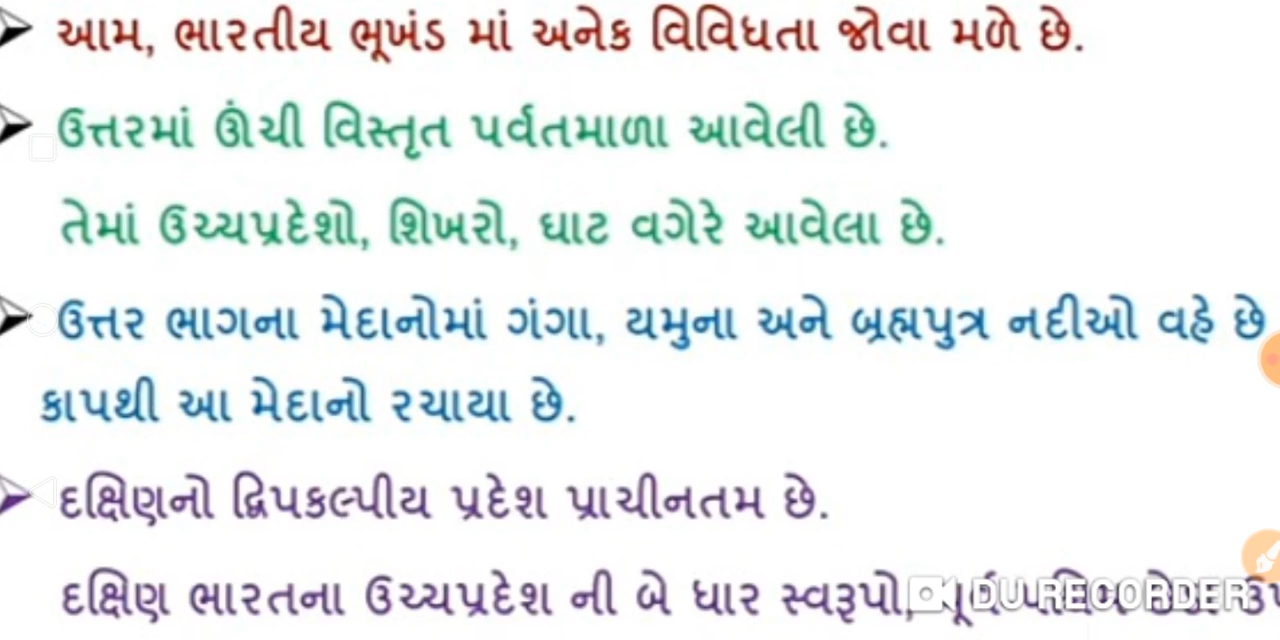 આમ, ભારતીય ભૂખંડ માં અનેક વિવિધતા જોવા મળે છે.
ઉત્તરમાં ઊંચી વિસ્તૃત પર્વતમાળા આવેલી છે.
તેમાં ઉચ્ચપ્રદેશો, શિખરો, ઘાટ વગેરે આવેલા છે.
ઉત્તર ભાગના મેદાનોમાં ગંગા, યમુના અને બ્રહ્મપુત્ર નદીઓ વહે છે
કાપથી આ મેદાનો રચાયા છે.
દક્ષિણનો દ્વિપકલ્પીય પ્રદેશ પ્રાચીનતમ છે.
દક્ષિણ ભારતના ઉચ્ચપ્રદેશ ની બે ધાર સ્વરૂપો,
DU RECORDER